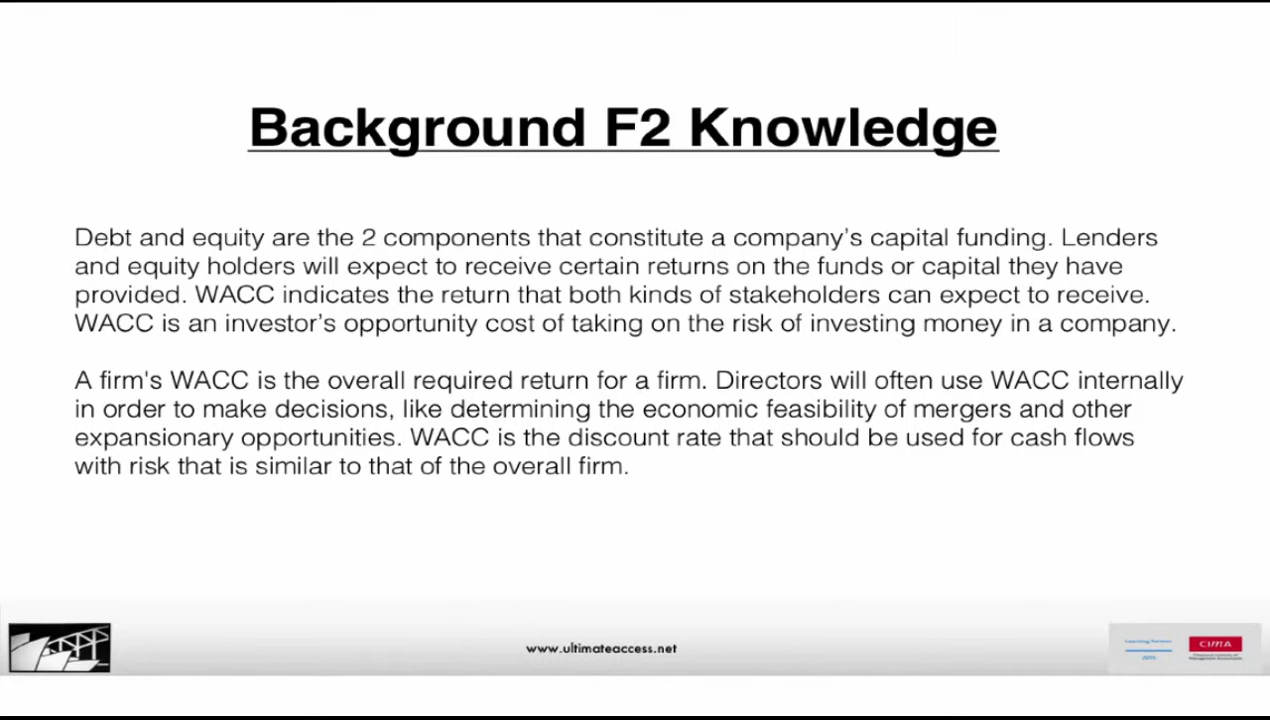 Background F2 Knowledge
Debt and equity are the 2 components that constitute a company's capital funding. Lenders
and equity holders will expect to receive certain returns on the funds or capital they have
provided. WACC indicates the return that both kinds of stakeholders can expect to receive.
WACC is an investor's opportunity cost of taking on the risk of investing money in a company.
A firm's WACC is the overall required return for a firm. Directors will often use WACC internally
in order to make decisions, like determining the economic feasibility of mergers and other
expansionary opportunities. WACC is the discount rate that should be used for cash flows
with risk that is similar to that of the overall firm.
www.ultimateaccess.net
CIMA